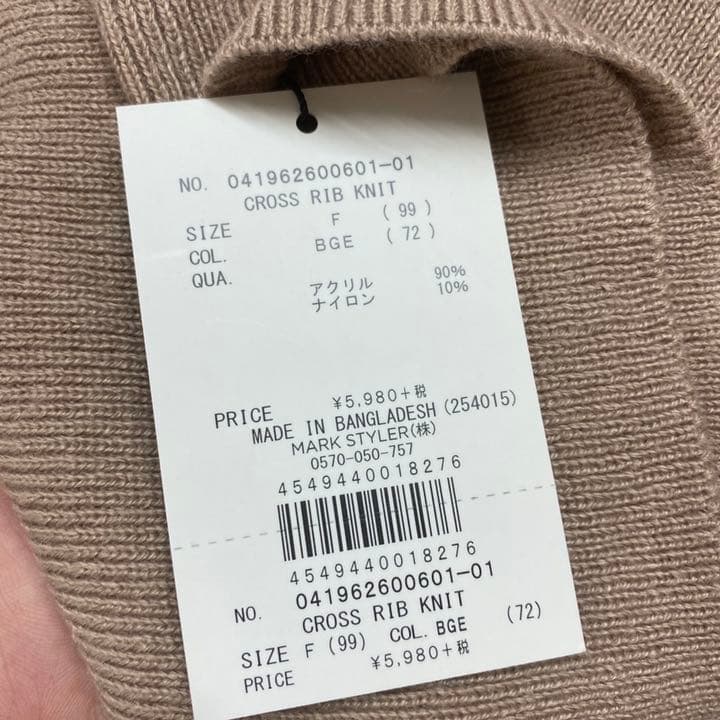 NO. 041962600601-01
CROSS RIB KNIT
SIZE F (99)
COL. BGE (72)
QUA. アクリル 90%
ナイロン 10%
PRICE ¥5.980+税
MADE IN BANGLADESH(254015)
MARK STYLER(株)
0570-050-757
4549440018276
4549440018276
NO. 041962600601-01
CROSS RIB KNIT
SIZE F (99) COL. BGE (72)
PRICE ¥5.980+税